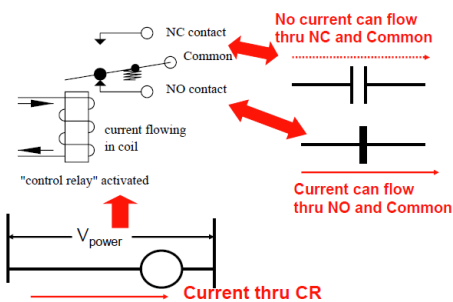 NC contact
Common
NO contact
current flowing
in coil
"control relay" activated
No current can flow
thru NC and Common
Current can flow
thru NO and Common
Vpower
Current thru CR